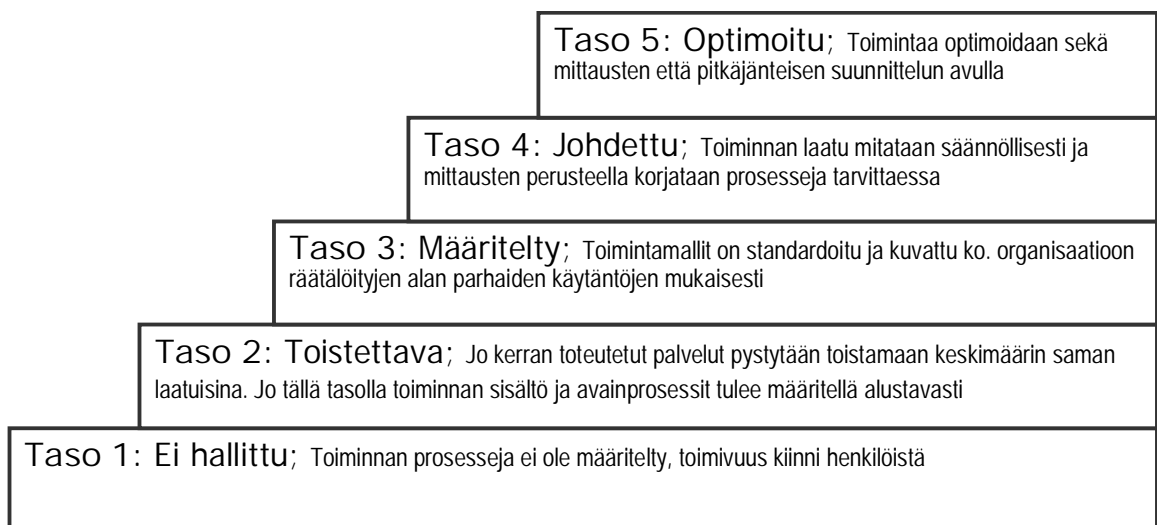 Taso 5: Optimoitu; Toimintaa optimoidaan sekä
mittausten että pitkäjänteisen suunnittelun avulla
Taso 4: Johdettu; Toiminnan laatu mitataan säännöllisesti ja
mittausten perusteella korjataan prosesseja tarvittaessa
Taso 3: Määritelty; Toimintamallit on standardoitu ja kuvattu ko. organisaatioon
räätälöityjen alan parhaiden käytäntöjen mukaisesti
Taso 2: Toistettava; Jo kerran toteutetut palvelut pystytään toistamaan keskimäärin saman
laatuisina. Jo tällä tasolla toiminnan sisältö ja avainprosessit tulee määritellä alustavasti
Taso 1: Ei hallittu; Toiminnan prosesseja ei ole määritelty, toimivuus kiinni henkilöistä